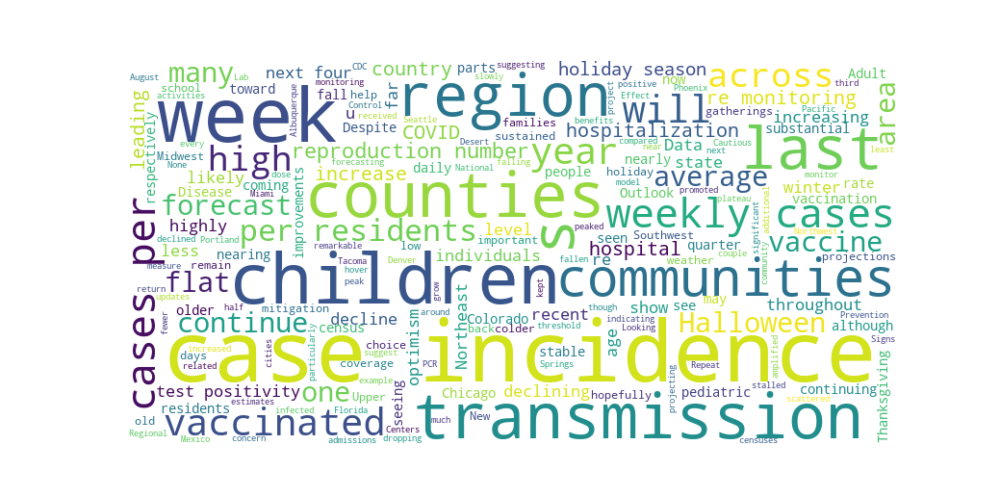 August
Lab
many
next four
CDC
country
parts
suggesting
monitoring
slowly
holiday season
now
positive
Effect
project
Phoenix
across
third
Adult
school
activities
toward
Albuquerque
fall
help
received
Control
far
region
Seattle
families
will
gatherings
Pacific
re monitoring
increasing
area
leading
week
u
Despite
COVID
sustained
benefits
hospitalization
substantial
every
high
reproduction number
Desert
year
compared
Cautious
Data
next
last
least
respectively
Midwest
None
likely
Disease
coming
dose
Miami
increase
forecasting
daily
National
falling
nearly
people
state
near
holiday
model
average
promoted
Outlook
plateau
winter
monitor
rate
vaccination
forecast
improvements
counties
s
weekly
cases
additional
significant
community
Northwest
projections
highly
declined
Portland
per residents
level
important
peaked
seen
Southwest
quarter
vaccine
less
nearing
remarkable
low
individuals
hospital
re
weather
couple
cases per
measure
remain
Tacoma
hover
peak
Denver
fallen
flat
children
communities
return
updates
older
half
mitigation
grow
Northeast
kept
show
see
may
throughout
fewer
continue
census
decline
around
Colorado
back
colder
recent
though
threshold
indicating
Looking
age
Halloween
although
Prevention
Signs
increased
related
days
cities
particularly
choice
suggest
coverage
optimism
case incidence
stable
Springs
PCR
Repeat
amplified
continuing
stalled
test positivity
estimates
one
infected
example
Upper
Chicago
declining
hopefully
projecting
pediatric
scattered
Thanksgiving
old
residents
Regional
Mexico
vaccinated
concern
Florida
admissions
Centers
dropping
seeing
much
New
transmission
censuses